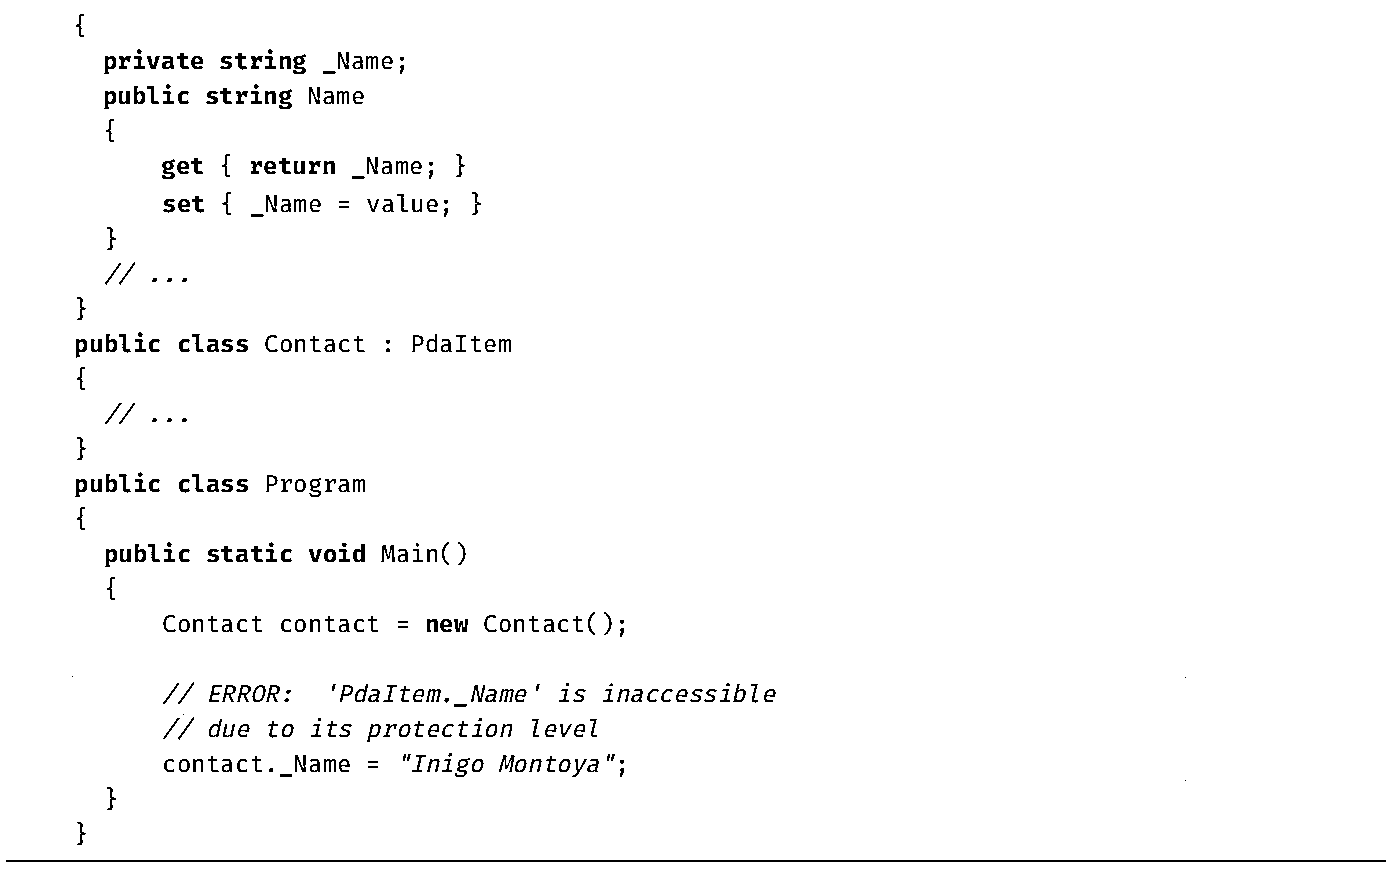 {
  private string _Name;
  public string Name
  {
      get { return _Name; }
      set { _Name = value; }
  }
  // ...
}
public class Contact : PdaItem
{
  // ...
}
public class Program
{
  public static void Main()
  {
      Contact contact = new Contact();

      // ERROR:  'PdaItem._Name' is inaccessible
      // due to its protection level
      contact._Name = "Inigo Montoya";
  }
}